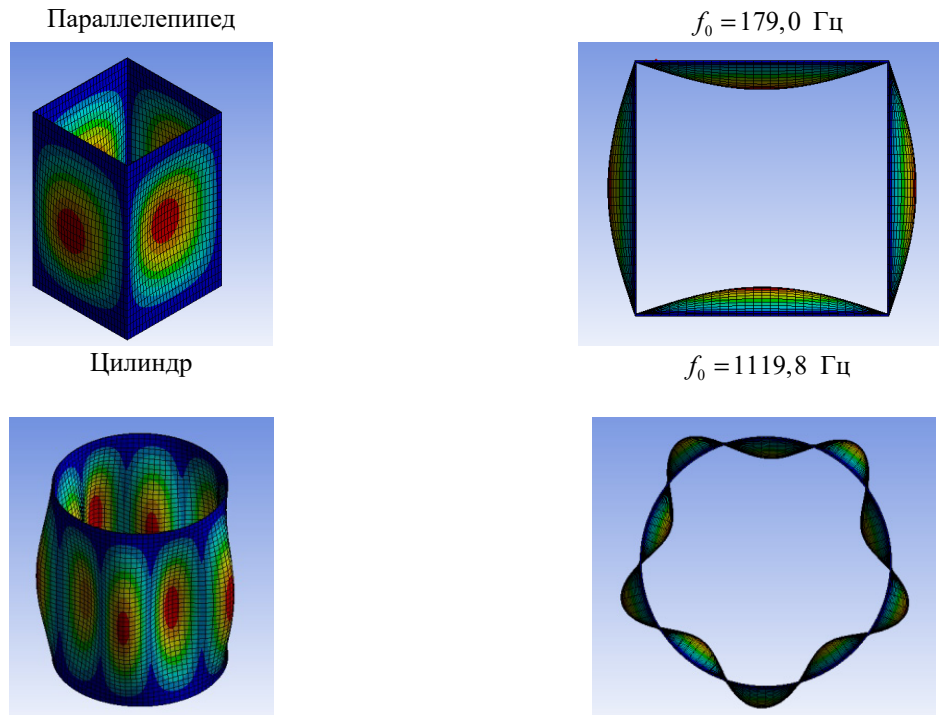 Параллелепипед
f₀ = 179,0 Гц
Цилиндр
f₀ = 1119,8 Гц